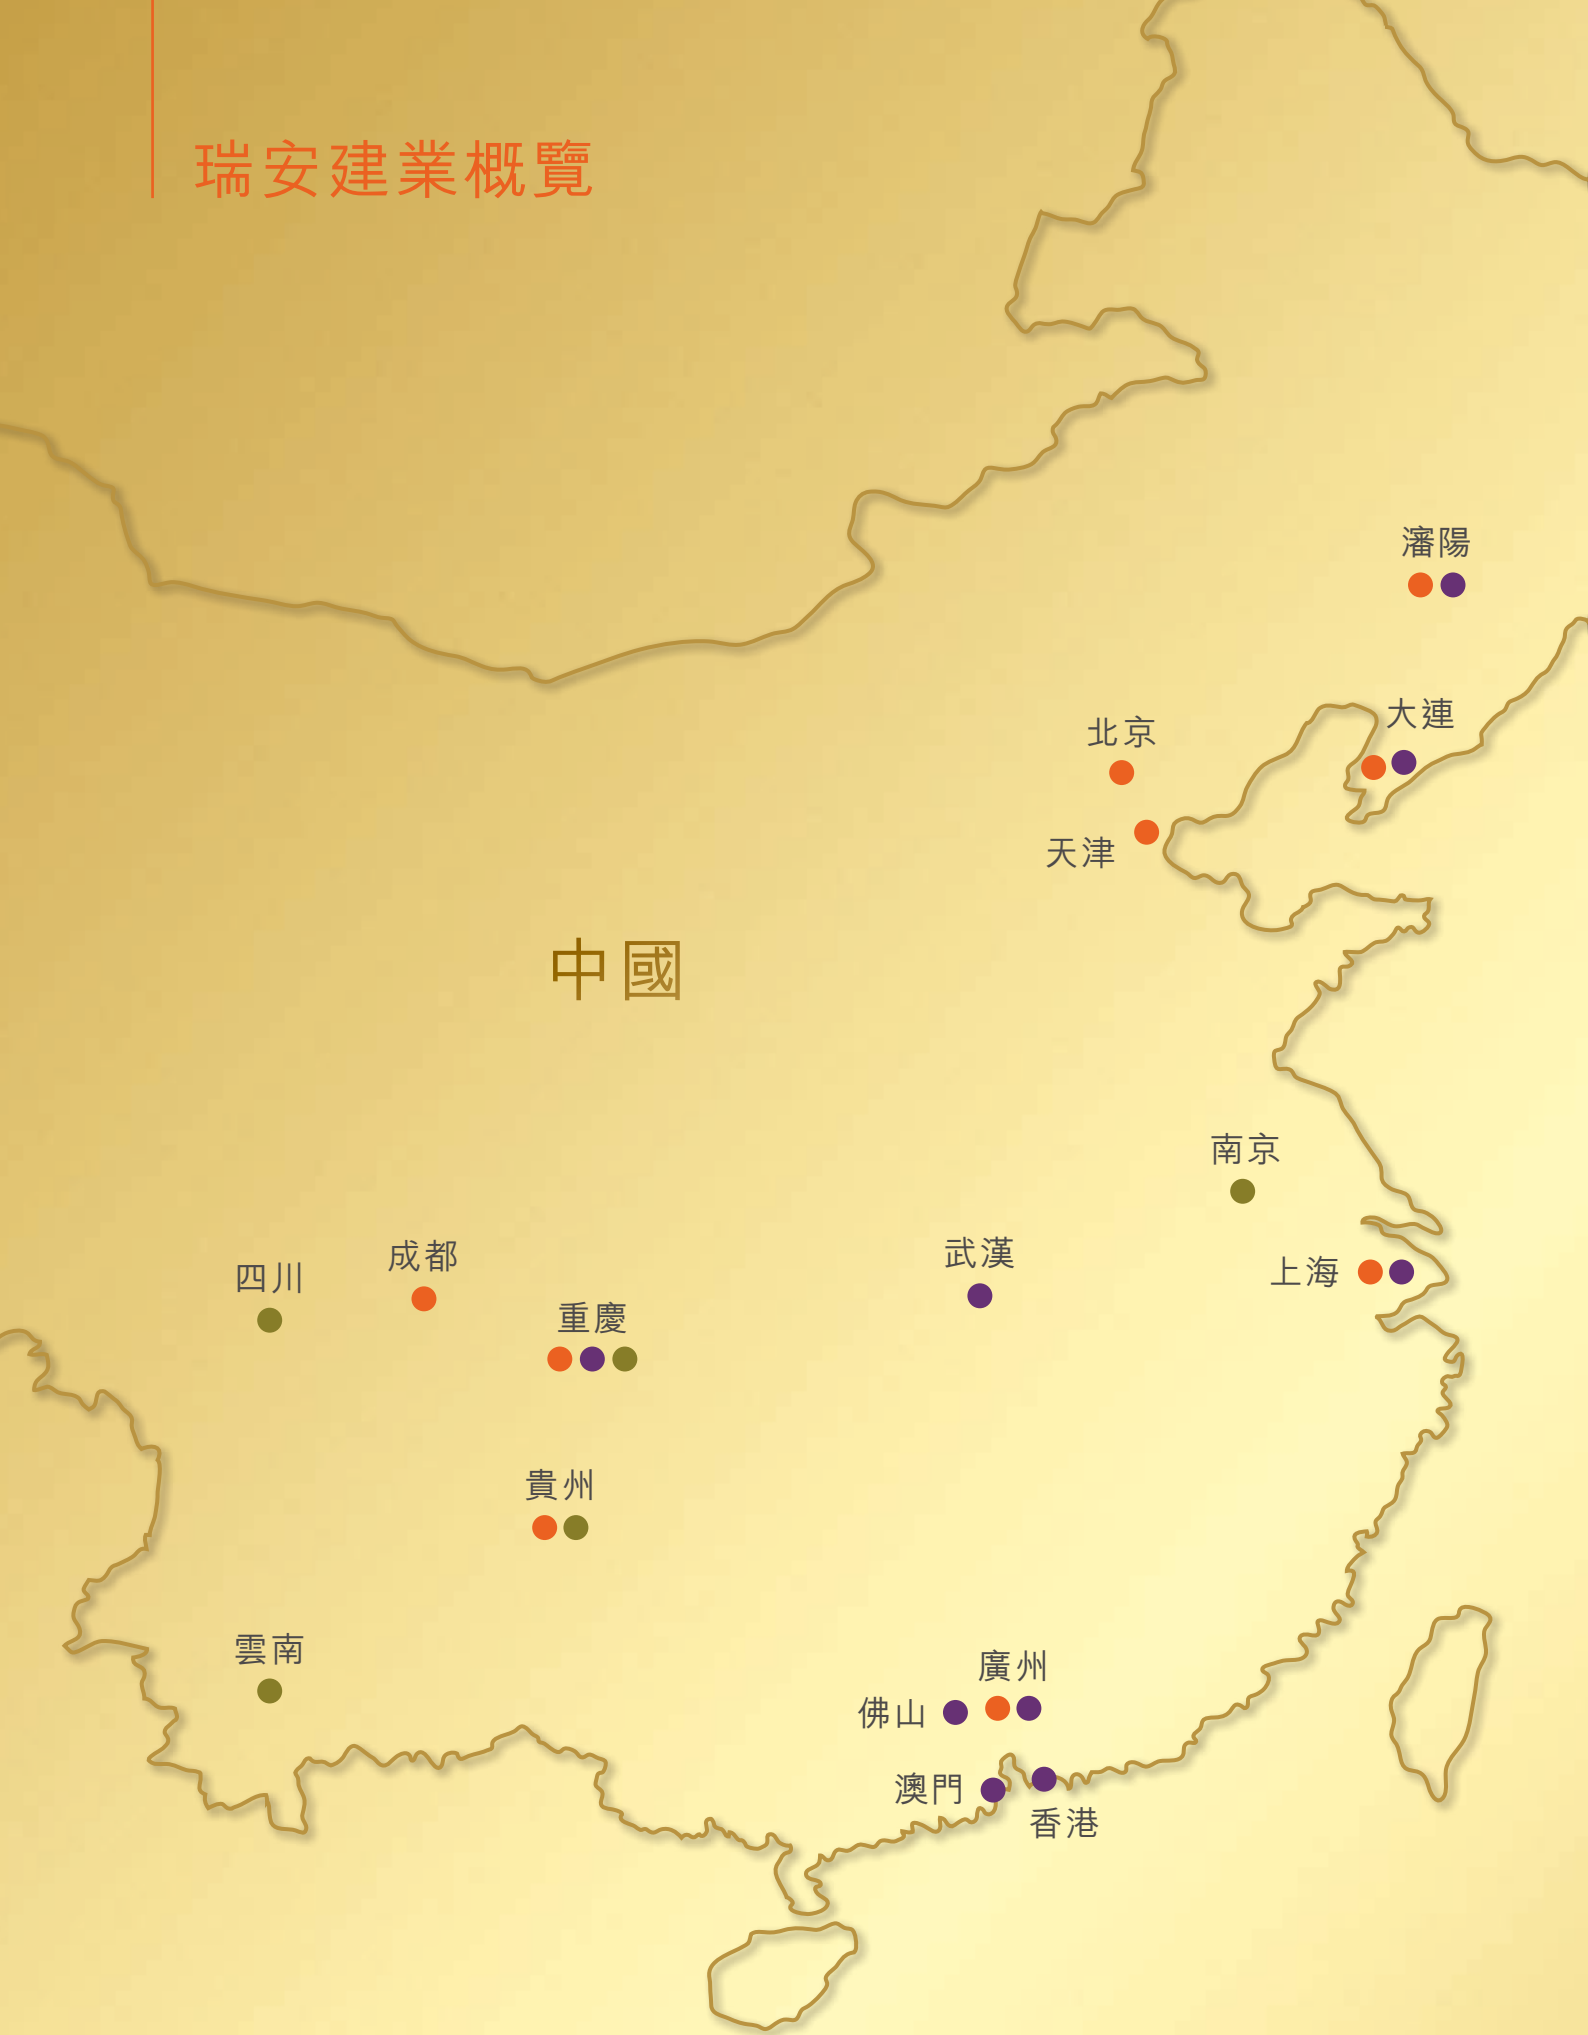 瑞安建業概覽
瀋陽
大連
北京
天津
中國
南京
上海
武漢
成都
四川
重慶
貴州
雲南
廣州
佛山
澳門
香港